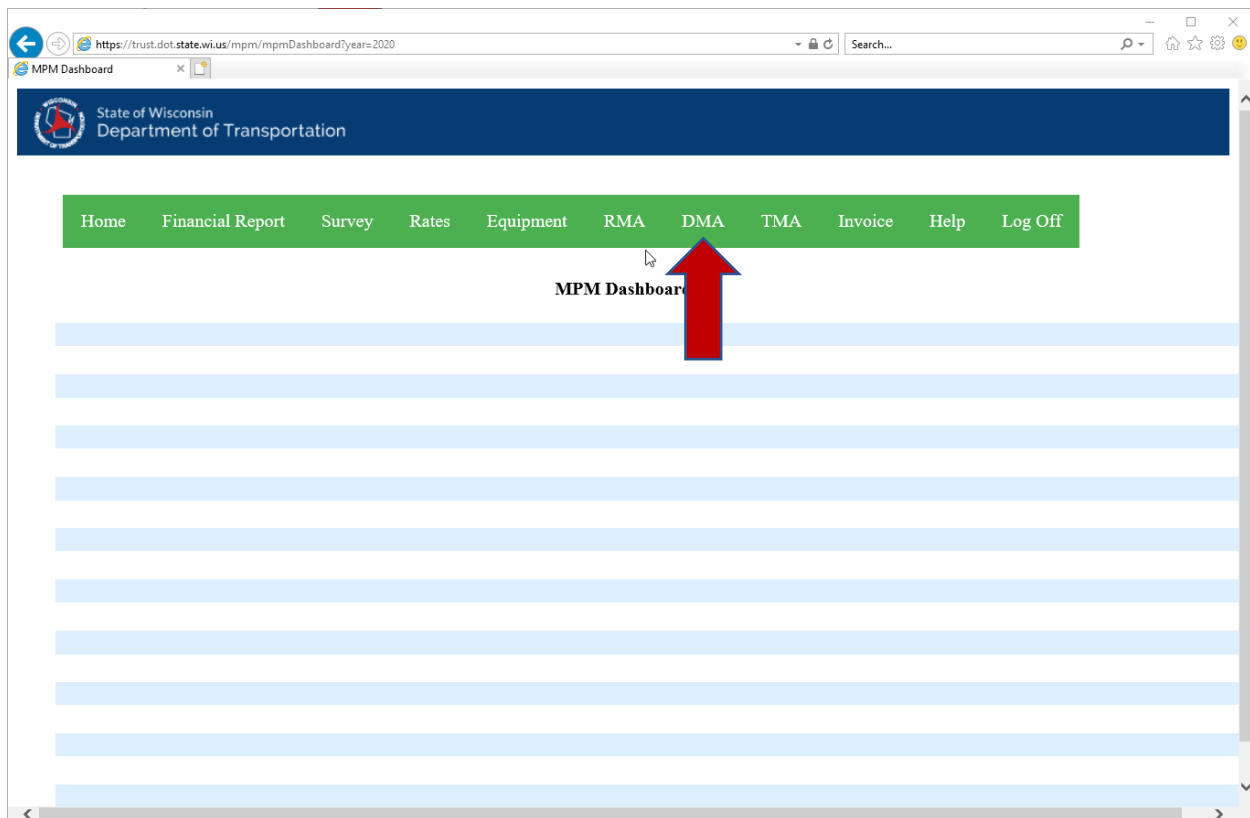 https://trust.dot.state.wi.us/mpm/mpmDashboard?year=2020
Search...
MPM Dashboard
State of Wisconsin
Department of Transportation
Home Financial Report Survey Rates Equipment RMA DMA TMA Invoice Help Log Off
MPM Dashboar